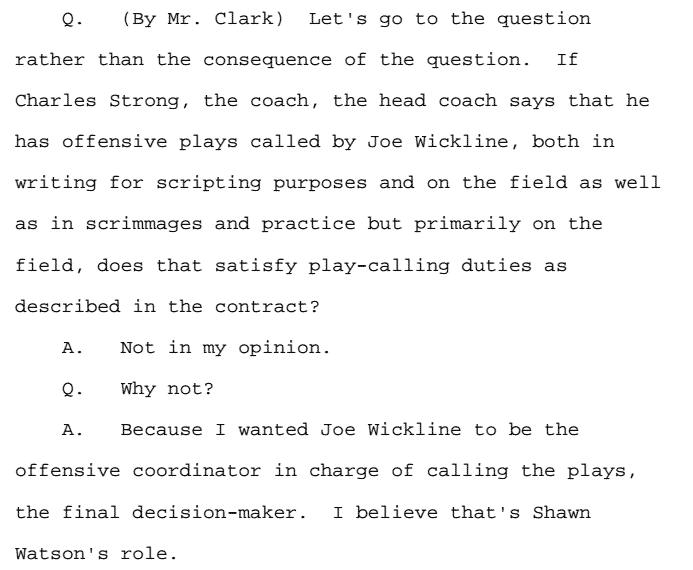 Q. (By Mr. Clark) Let's go to the question
rather than the consequence of the question. If
Charles Strong, the coach, the head coach says that he
has offensive plays called by Joe Wickline, both in
writing for scripting purposes and on the field as well
as in scrimmages and practice but primarily on the
field, does that satisfy play-calling duties as
described in the contract?
A. Not in my opinion.
Q. Why not?
A. Because I wanted Joe Wickline to be the
offensive coordinator in charge of calling the plays,
the final decision-maker. I believe that's Shawn
Watson's role.